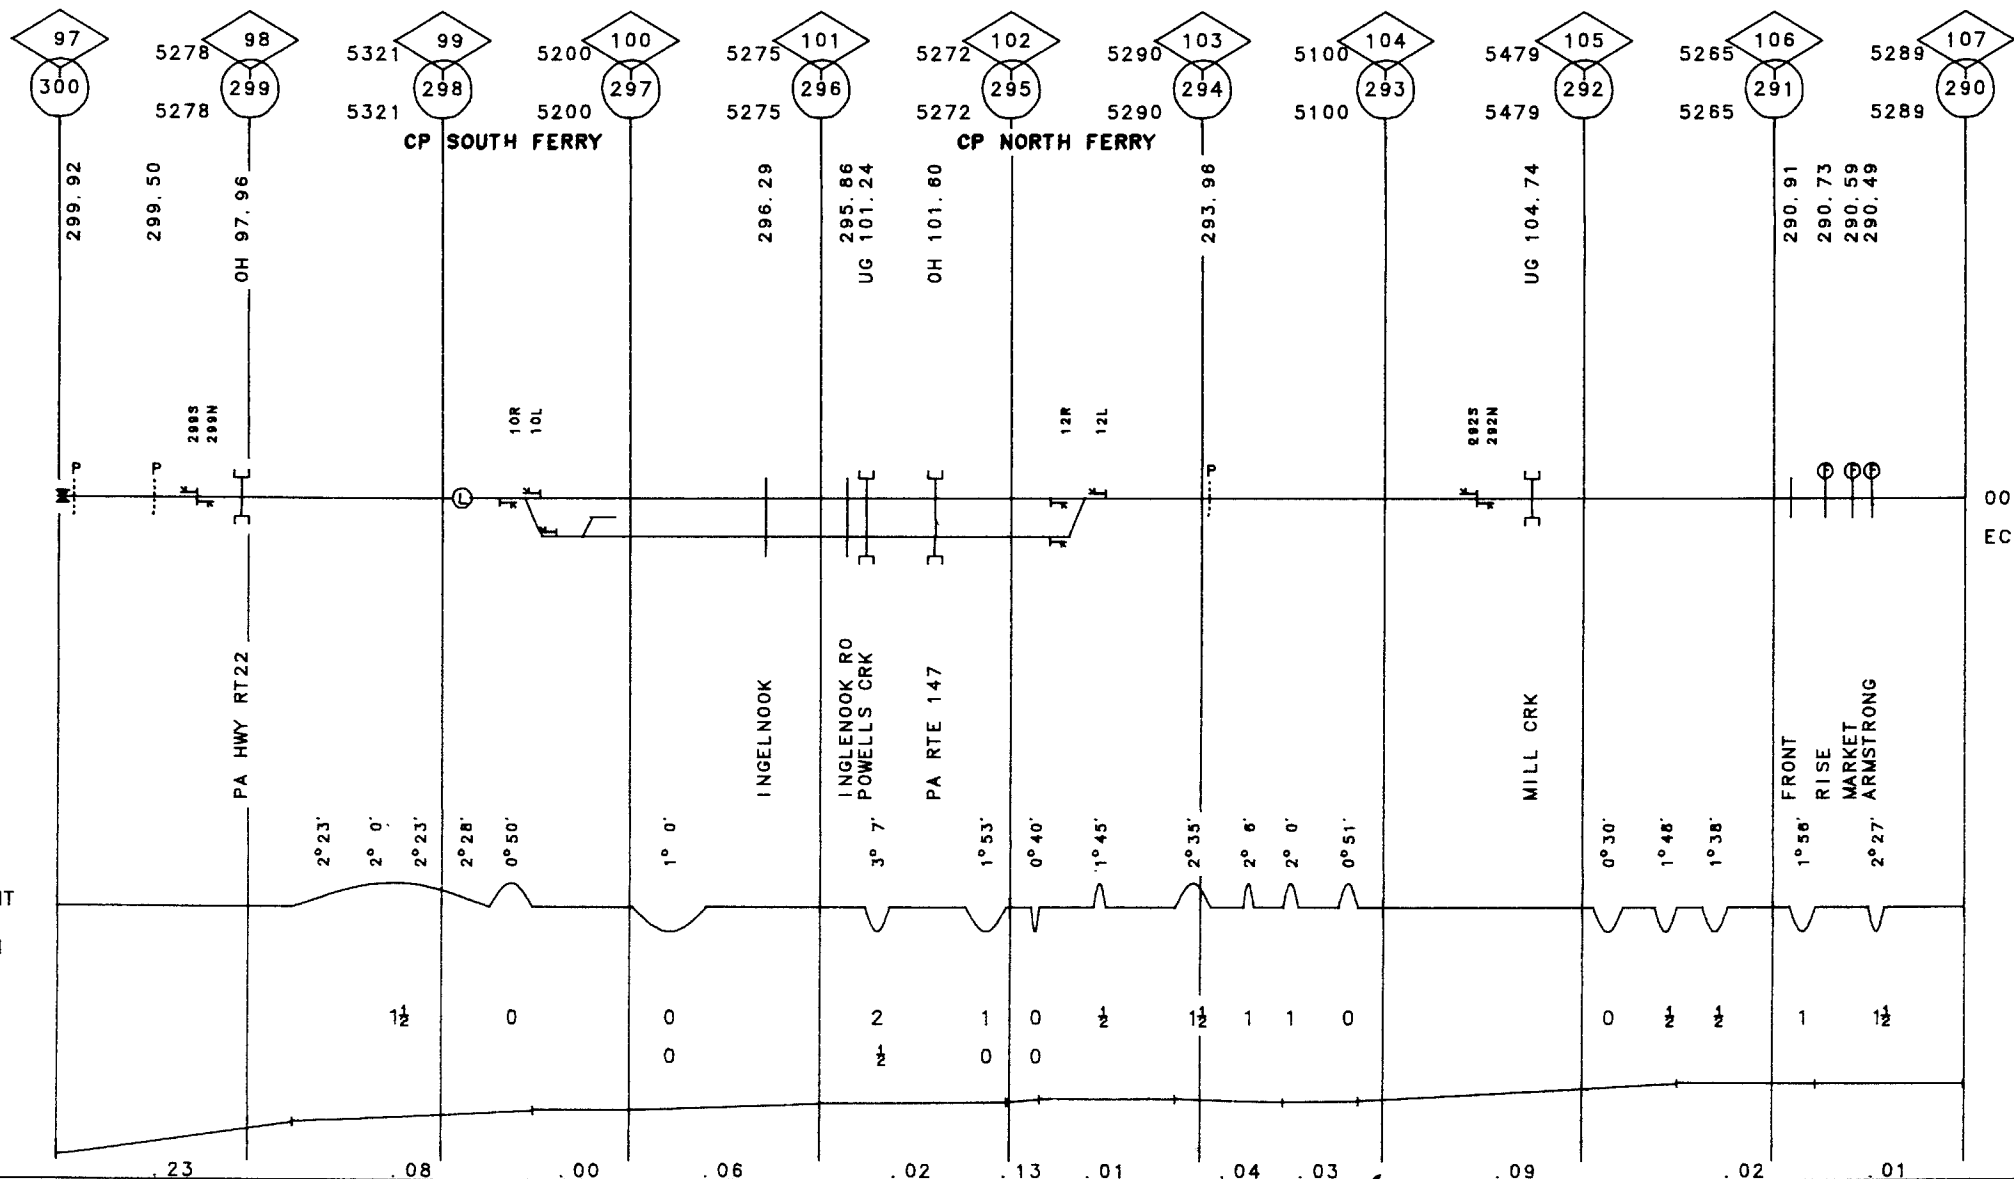 97 98 99 100 101 102 103 104 105 106 107
5278 5321 5200 5275 5272 5290 5100 5479 5265 5289
300 299 298 297 296 295 294 293 292 291 290
5278 5321 5200 5275 5272 5290 5100 5479 5265 5289
CP SOUTH FERRY CP NORTH FERRY
299.92
299.50
OH 97.96
296.29
295.86
UG 101.24
OH 101.60
293.96
UG 104.74
290.91
290.73
290.59
290.49
299S
299N
10R
10L
12R
12L
292S
292N
P P P F F F
L
00
EC
PA HWY RT22
INGELNOOK
INGLENOOK RO
POWELLS CRK
PA RTE 147
MILL CRK
FRONT
RISE
MARKET
ARMSTRONG
2°23' 2° 0' 2°23' 2°28' 0°50' 1° 0' 3° 7' 1°53' 0°40' 1°45' 2°35' 2° 6' 2° 0' 0°51' 0°30' 1°48' 1°38' 1°56' 2°27'
IT
1½ 0 0 2 1 0 ½ 1½ 1 1 0 0 ½ ½ 1 1½
0 ½ 0 0
.23 .08 .00 .06 .02 .13 .01 .04 .03 .09 .02 .01